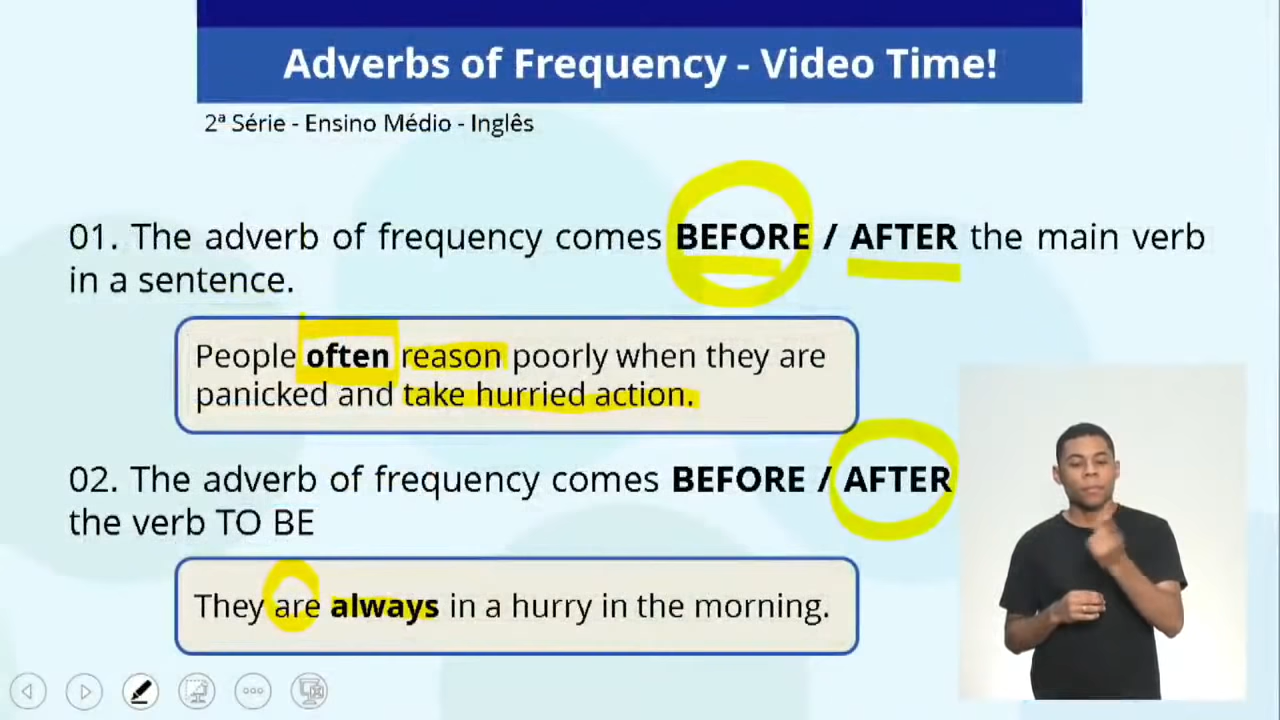 Adverbs of Frequency - Video Time!
2ª Série - Ensino Médio - Inglês
01. The adverb of frequency comes BEFORE / AFTER the main verb
in a sentence.
People often reason poorly when they are
panicked and take hurried action.
02. The adverb of frequency comes BEFORE / AFTER
the verb TO BE
They are always in a hurry in the morning.